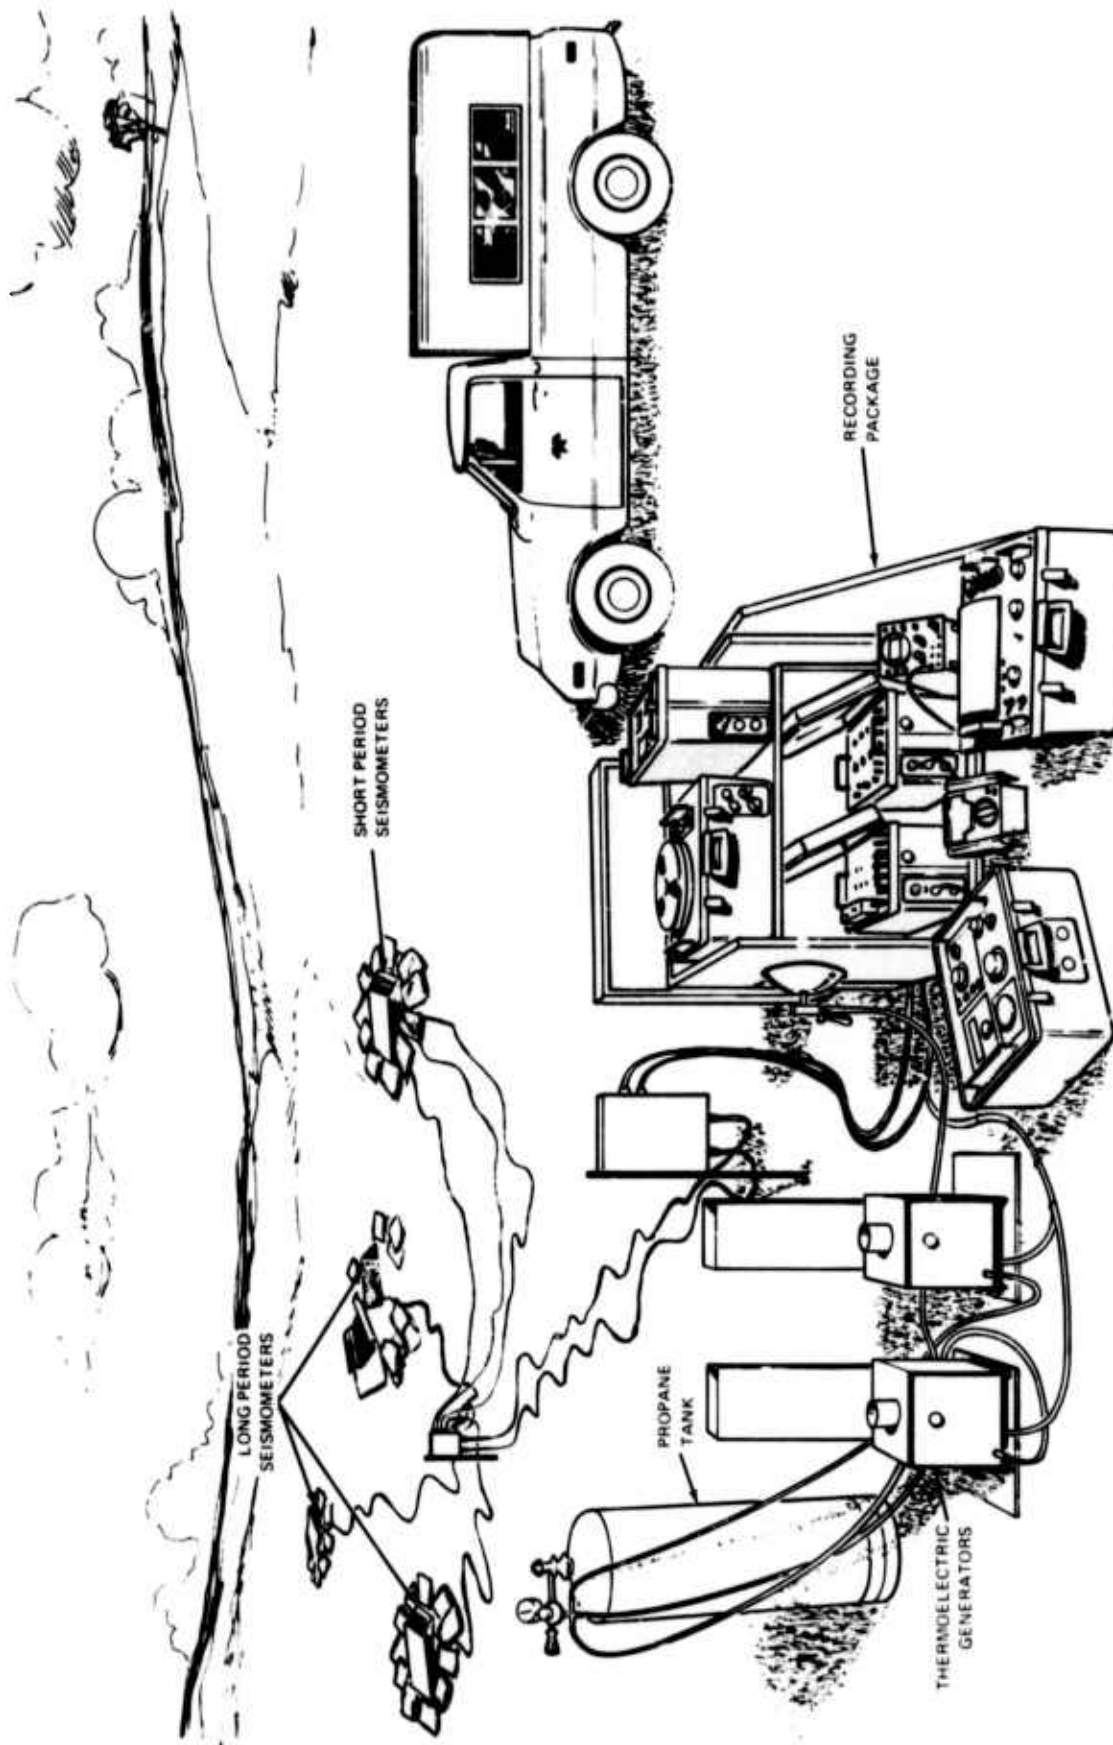 LONG PERIOD
SEISMOMETERS
SHORT PERIOD
SEISMOMETERS
PROPANE
TANK
THERMOELECTRIC
GENERATORS
RECORDING
PACKAGE